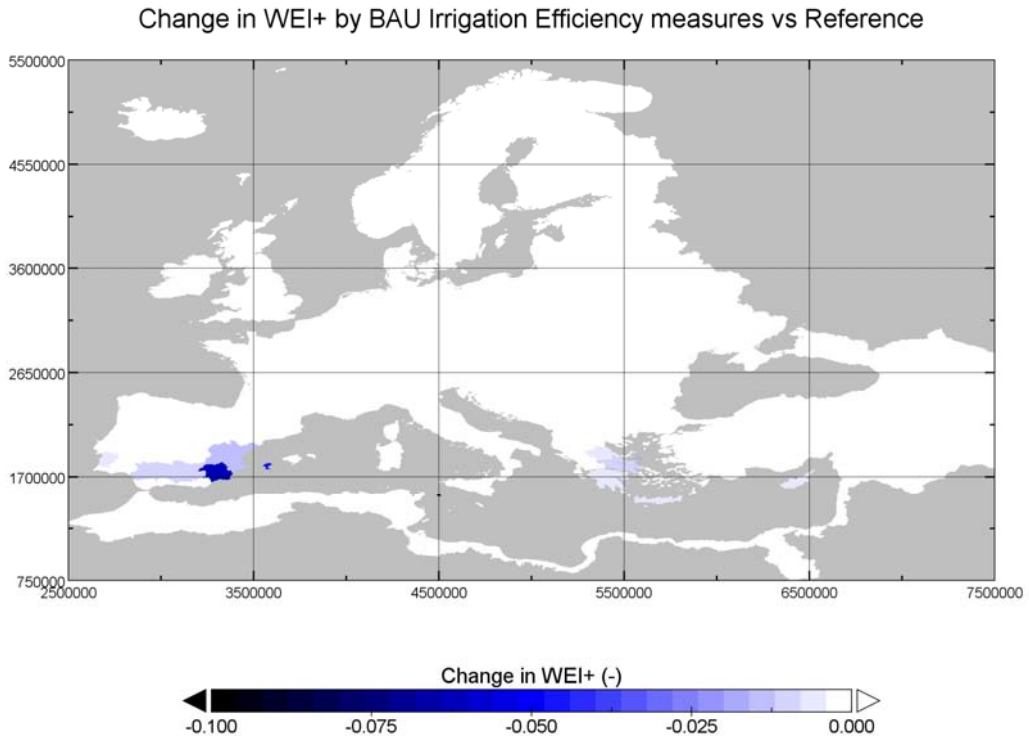 Change in WEI+ by BAU Irrigation Efficiency measures vs Reference
5500000
4550000
3600000
2650000
1700000
750000
2500000 3500000 4500000 5500000 6500000 7500000
Change in WEI+ (-)
-0.100 -0.075 -0.050 -0.025 0.000